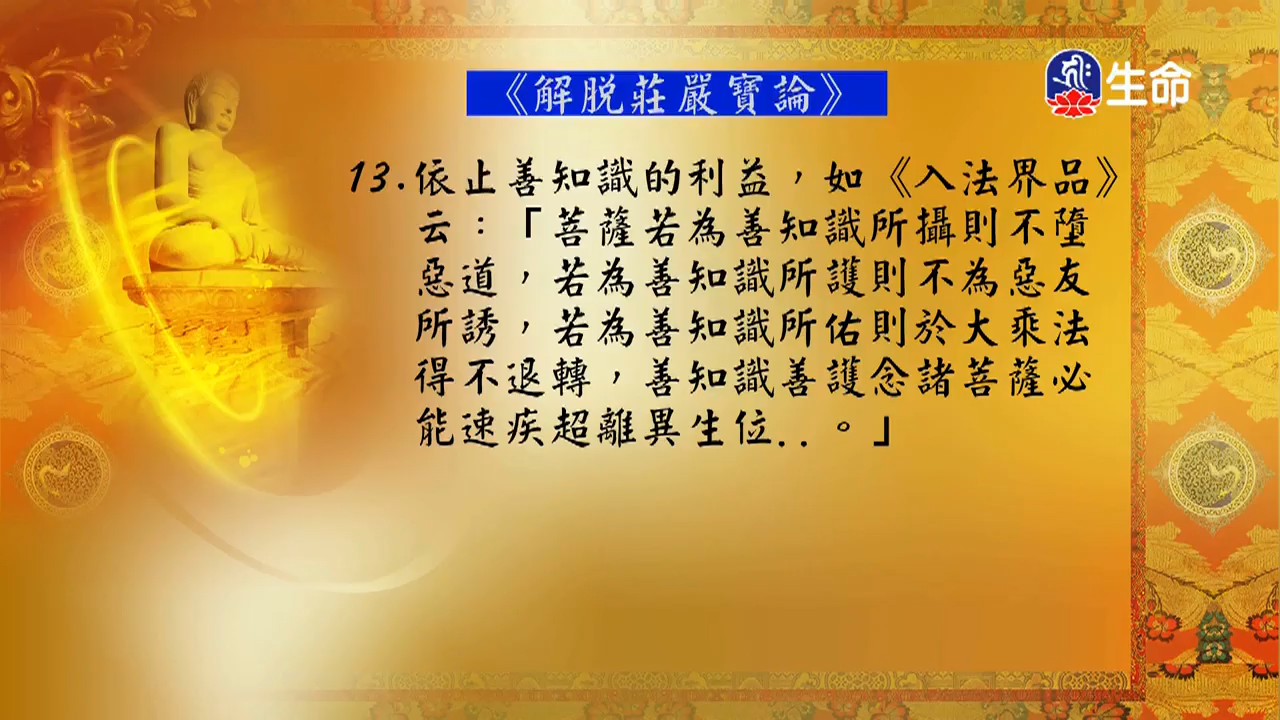 《解脱莊嚴寶論》
生命
13.依止善知識的利益，如《入法界品》
云：「菩薩若為善知識所攝則不墮
惡道，若為善知識所護則不為惡友
所誘，若為善知識所佑則於大乘法
得不退轉，善知識善護念諸菩薩必
能速疾超離異生位..。」